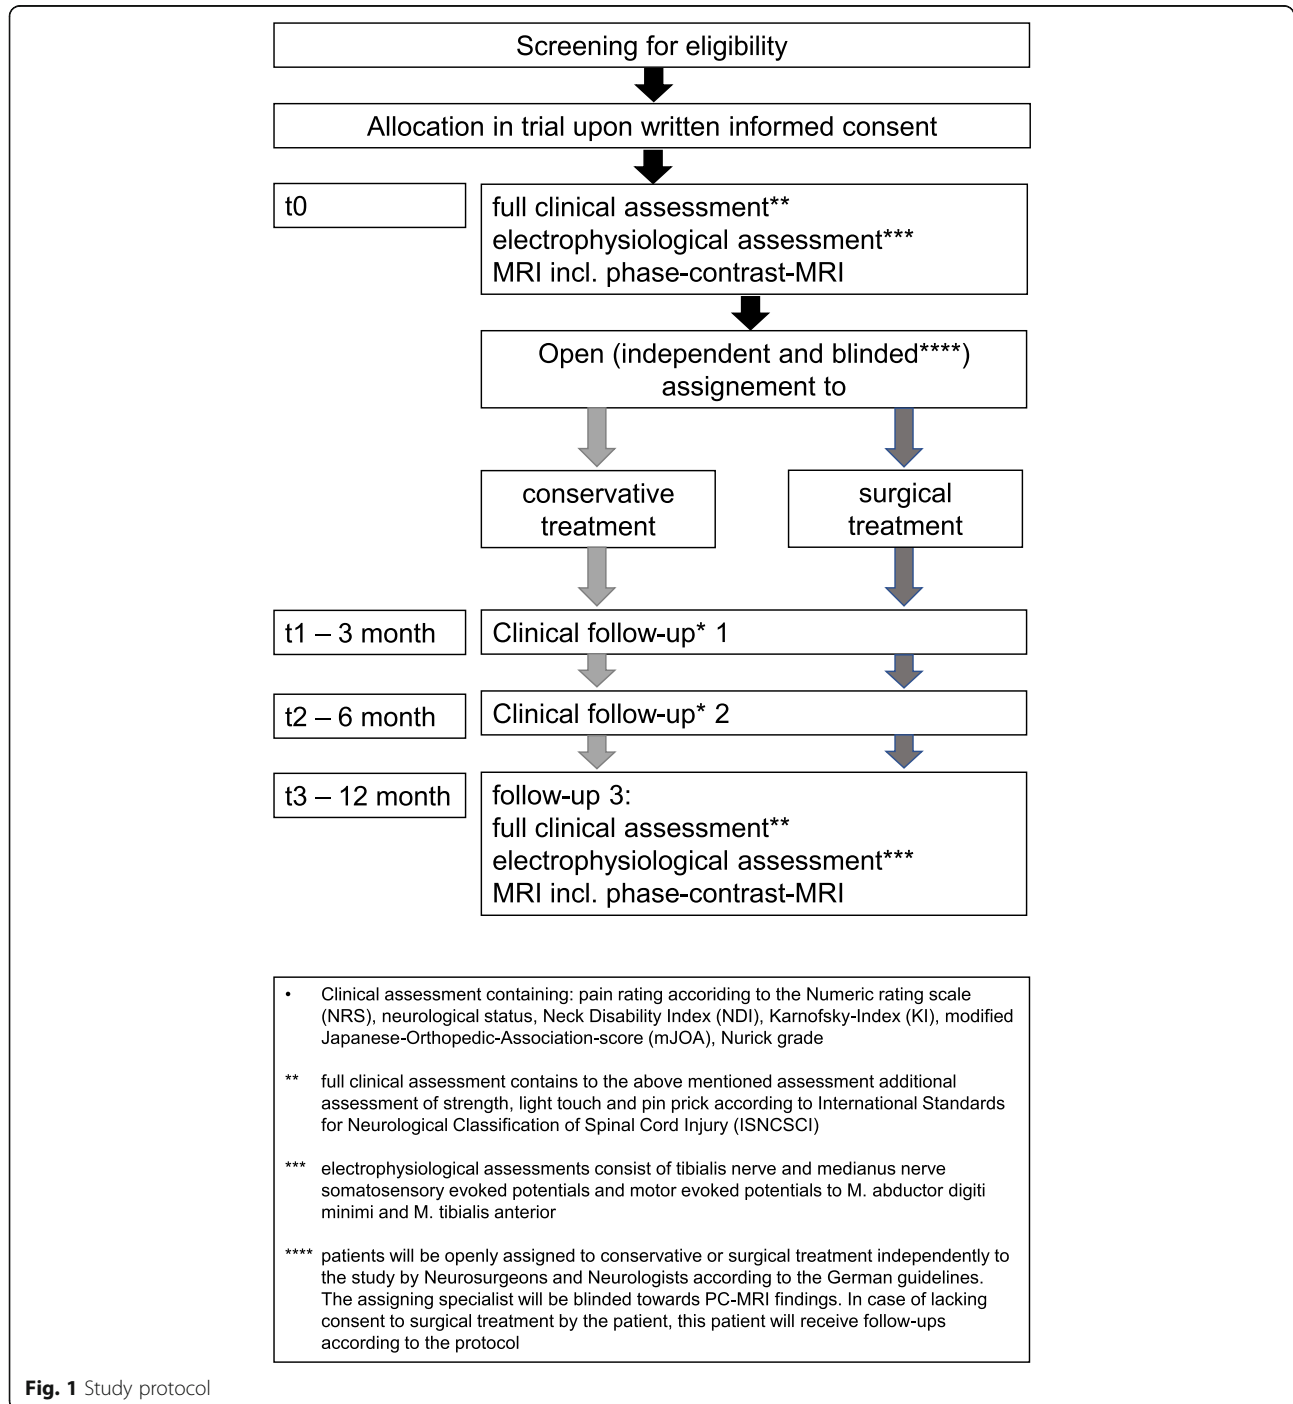 Screening for eligibility
Allocation in trial upon written informed consent
t0
full clinical assessment**
electrophysiological assessment***
MRI incl. phase-contrast-MRI
Open (independent and blinded****)
assignement to
conservative
treatment
surgical
treatment
t1 – 3 month
Clinical follow-up* 1
t2 – 6 month
Clinical follow-up* 2
t3 – 12 month
follow-up 3:
full clinical assessment**
electrophysiological assessment***
MRI incl. phase-contrast-MRI
• Clinical assessment containing: pain rating accoriding to the Numeric rating scale
(NRS), neurological status, Neck Disability Index (NDI), Karnofsky-Index (KI), modified
Japanese-Orthopedic-Association-score (mJOA), Nurick grade
** full clinical assessment contains to the above mentioned assessment additional
assessment of strength, light touch and pin prick according to International Standards
for Neurological Classification of Spinal Cord Injury (ISNCSCI)
*** electrophysiological assessments consist of tibialis nerve and medianus nerve
somatosensory evoked potentials and motor evoked potentials to M. abductor digiti
minimi and M. tibialis anterior
**** patients will be openly assigned to conservative or surgical treatment independently to
the study by Neurosurgeons and Neurologists according to the German guidelines.
The assigning specialist will be blinded towards PC-MRI findings. In case of lacking
consent to surgical treatment by the patient, this patient will receive follow-ups
according to the protocol
Fig. 1 Study protocol